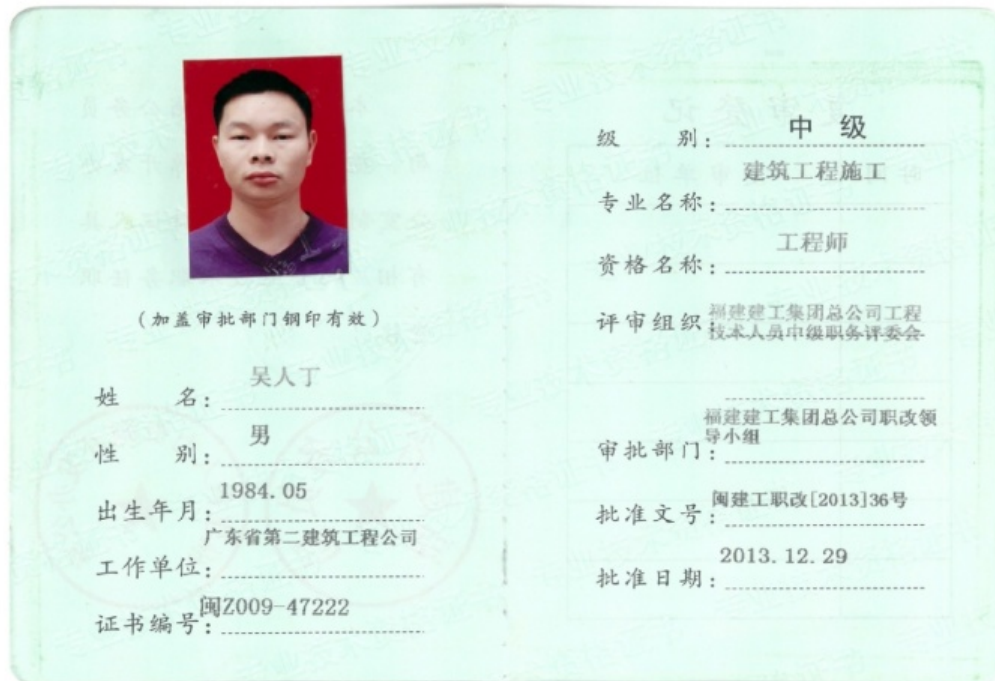 (加盖审批部门钢印有效)
姓 名: 吴人丁
性 别: 男
出生年月: 1984.05
工作单位: 广东省第二建筑工程公司
证书编号: 闽Z009-47222
级 别: 中 级
专业名称: 建筑工程施工
资格名称: 工程师
评审组织: 福建建工集团总公司工程
技术人员中级职务评委会
审批部门: 福建建工集团总公司职改领
导小组
批准文号: 闽建工职改[2013]36号
批准日期: 2013.12.29